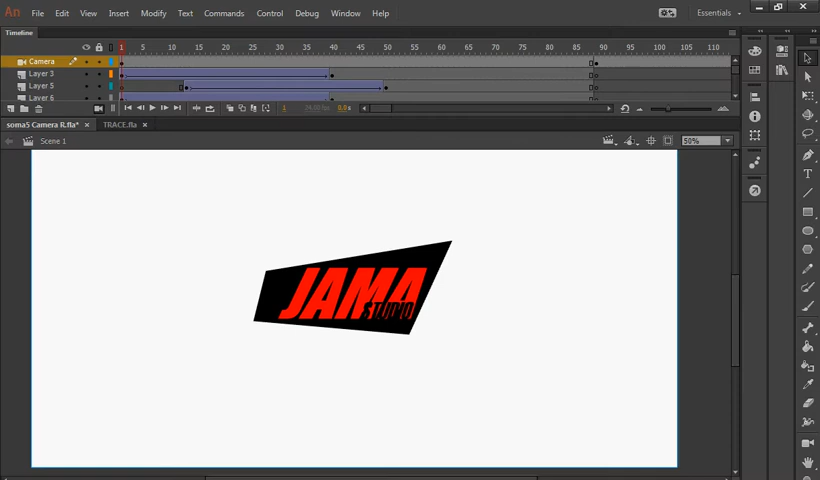 An File Edit View Insert Modify Text Commands Control Debug Window Help Essentials
Timeline
1 5 10 15 20 25 30 35 40 45 50 55 60 65 70 75 80 85 90 95 100 105 110
Camera
Layer 3
Layer 5
Layer 6
1 0.0s
soma5 Camera R.fla* × TRACE.fla ×
Scene 1 50%
JAMA
STUDIO